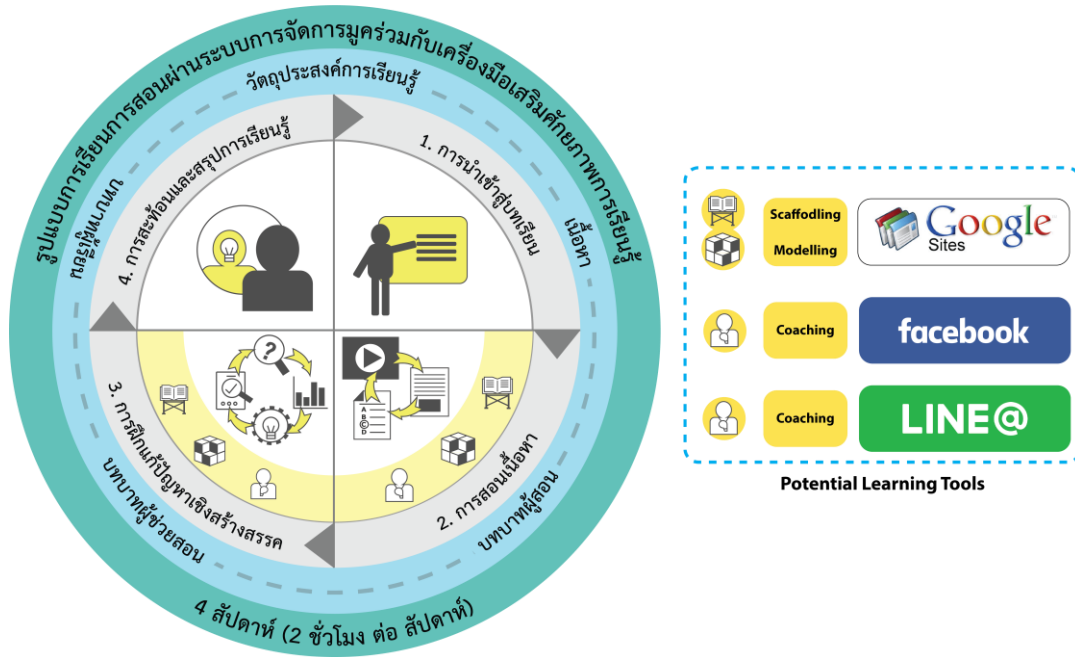 รูปแบบการเรียนการสอนผ่านระบบการจัดการมูคร่วมกับเครื่องมือเสริมศักยภาพการเรียนรู้
วัตถุประสงค์การเรียนรู้
เนื้อหา
บทบาทผู้สอน
บทบาทผู้ช่วยสอน
บทบาทผู้เรียน
1. การนำเข้าสู่บทเรียน
2. การสอนเนื้อหา
3. การฝึกแก้ปัญหาเชิงสร้างสรรค
4. การสะท้อนและสรุปการเรียนรู้
?
A
B
C
D
4 สัปดาห์ (2 ชั่วโมง ต่อ สัปดาห์)
Scaffodling
Modelling
Google
Sites
Coaching
facebook
Coaching
LINE@
Potential Learning Tools